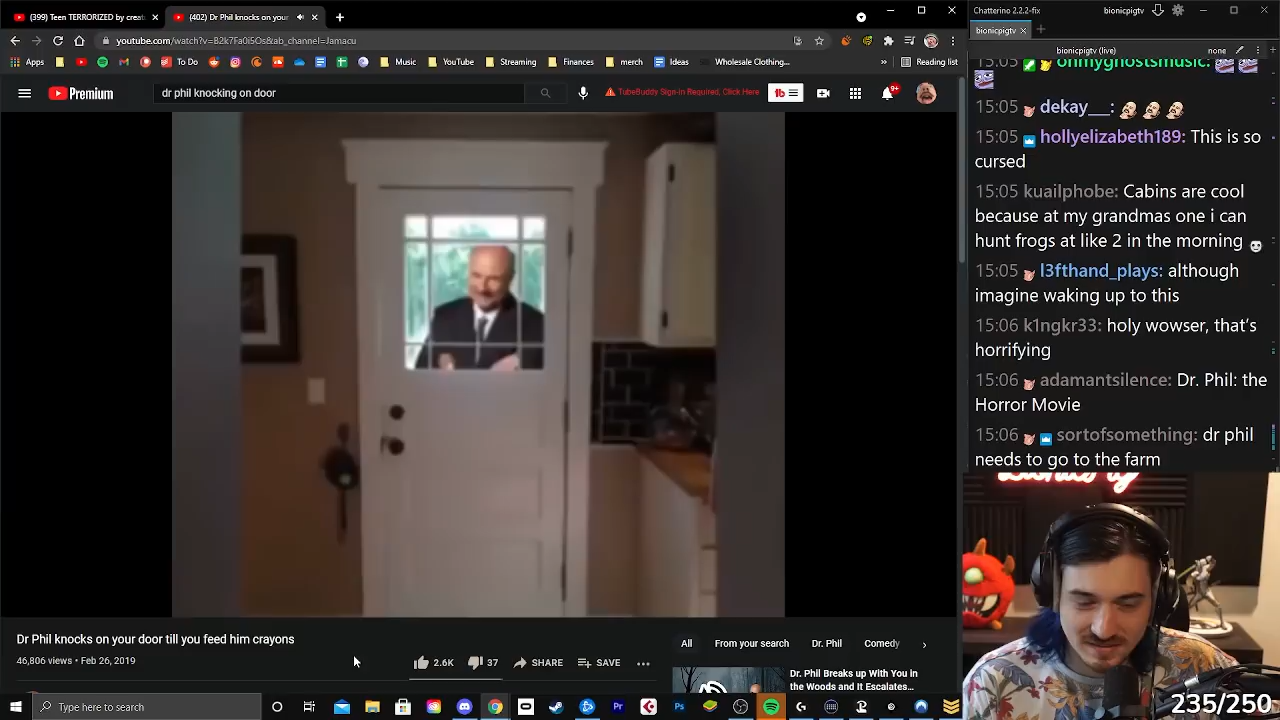 (399) Teen TERRORIZED by creat
(402) Dr Phil knocks on your
youtube.com/watch?v=B2k7Fa0i5Os&ab_channel=Jamacu
Apps
To Do
Music
YouTube
Streaming
Finances
merch
Ideas
Wholesale Clothing...
Reading list
Premium
dr phil knocking on door
TubeBuddy Sign-in Required, Click Here
9+
Dr Phil knocks on your door till you feed him crayons
46,806 views • Feb 26, 2019
2.6K
37
SHARE
SAVE
All
From your search
Dr. Phil
Comedy
Dr. Phil Breaks up With You in
the Woods and It Escalates...
Type here to search
Chatterino 2.2.2-fix
bionicpigtv
bionicpigtv
bionicpigtv (live)
none
15:05 ohmyghostsmusic:
15:05 dekay__:
15:05 hollyelizabeth189: This is so
cursed
15:05 kuailphobe: Cabins are cool
because at my grandmas one i can
hunt frogs at like 2 in the morning
15:05 l3fthand_plays: although
imagine waking up to this
15:06 k1ngkr33: holy wowser, that's
horrifying
15:06 adamantsilence: Dr. Phil: the
Horror Movie
15:06 sortofsomething: dr phil
needs to go to the farm
235/250